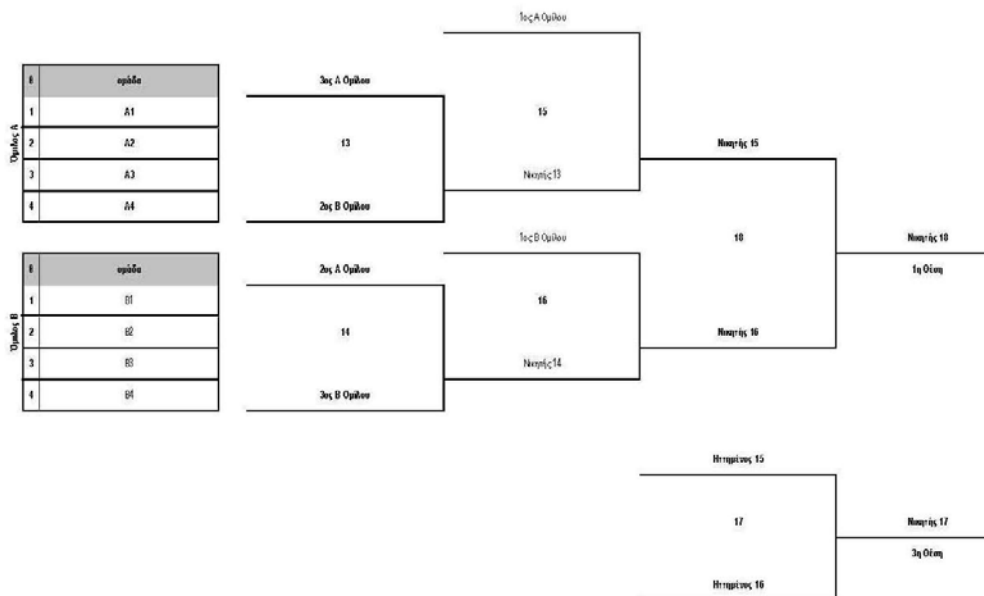 1ος Α Ομίλου
Όμιλος Α
θ ομάδα
1 Α1
2 Α2
3 Α3
4 Α4
3ος Α Ομίλου
13
2ος Β Ομίλου
15
Νικητής 13
Νικητής 15
Όμιλος Β
θ ομάδα
1 Β1
2 Β2
3 Β3
4 Β4
2ος Α Ομίλου
14
3ος Β Ομίλου
1ος Β Ομίλου
16
Νικητής 14
18
Νικητής 16
Νικητής 18
1η Θέση
Ηττημένος 15
17
Ηττημένος 16
Νικητής 17
3η Θέση